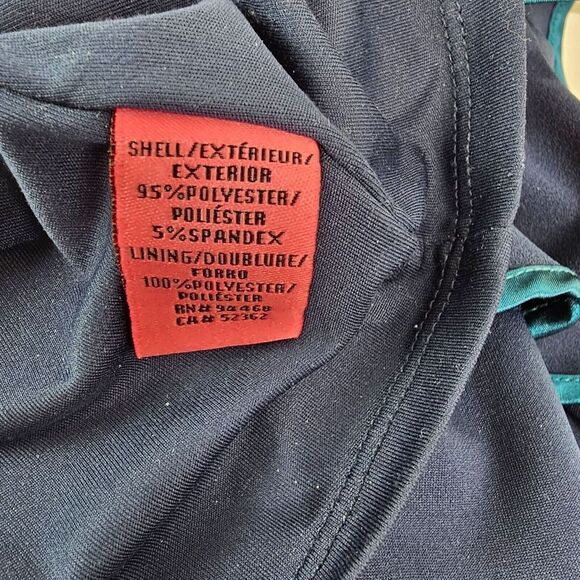 SHELL/EXTÉRIEUR/
EXTERIOR
95%POLYESTER/
POLIÉSTER
5%SPANDEX
LINING/DOUBLURE/
FORRO
100%POLYESTER/
POLIÉSTER
RN# 94468
CA# 52362